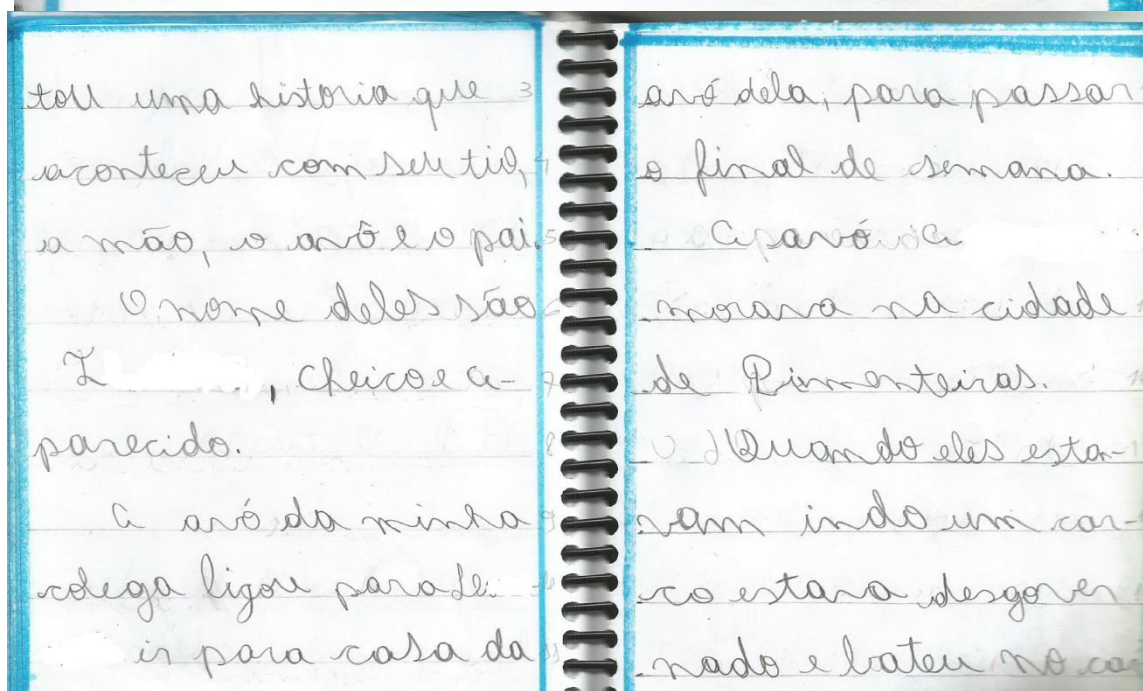 tou uma historia que
aconteceu com seu tio,
a mão, o avô e o pai.
O nome deles são
Z , cheico e a-
parecido.
A avó da minha
colega ligou para Le
ir para casa da
avó dela, para passar
o final de semana.
A avó
morava na cidade
de Pimenteiras.
Quando eles esta-
vam indo um car-
ro estava desgover
nado e bateu no ca